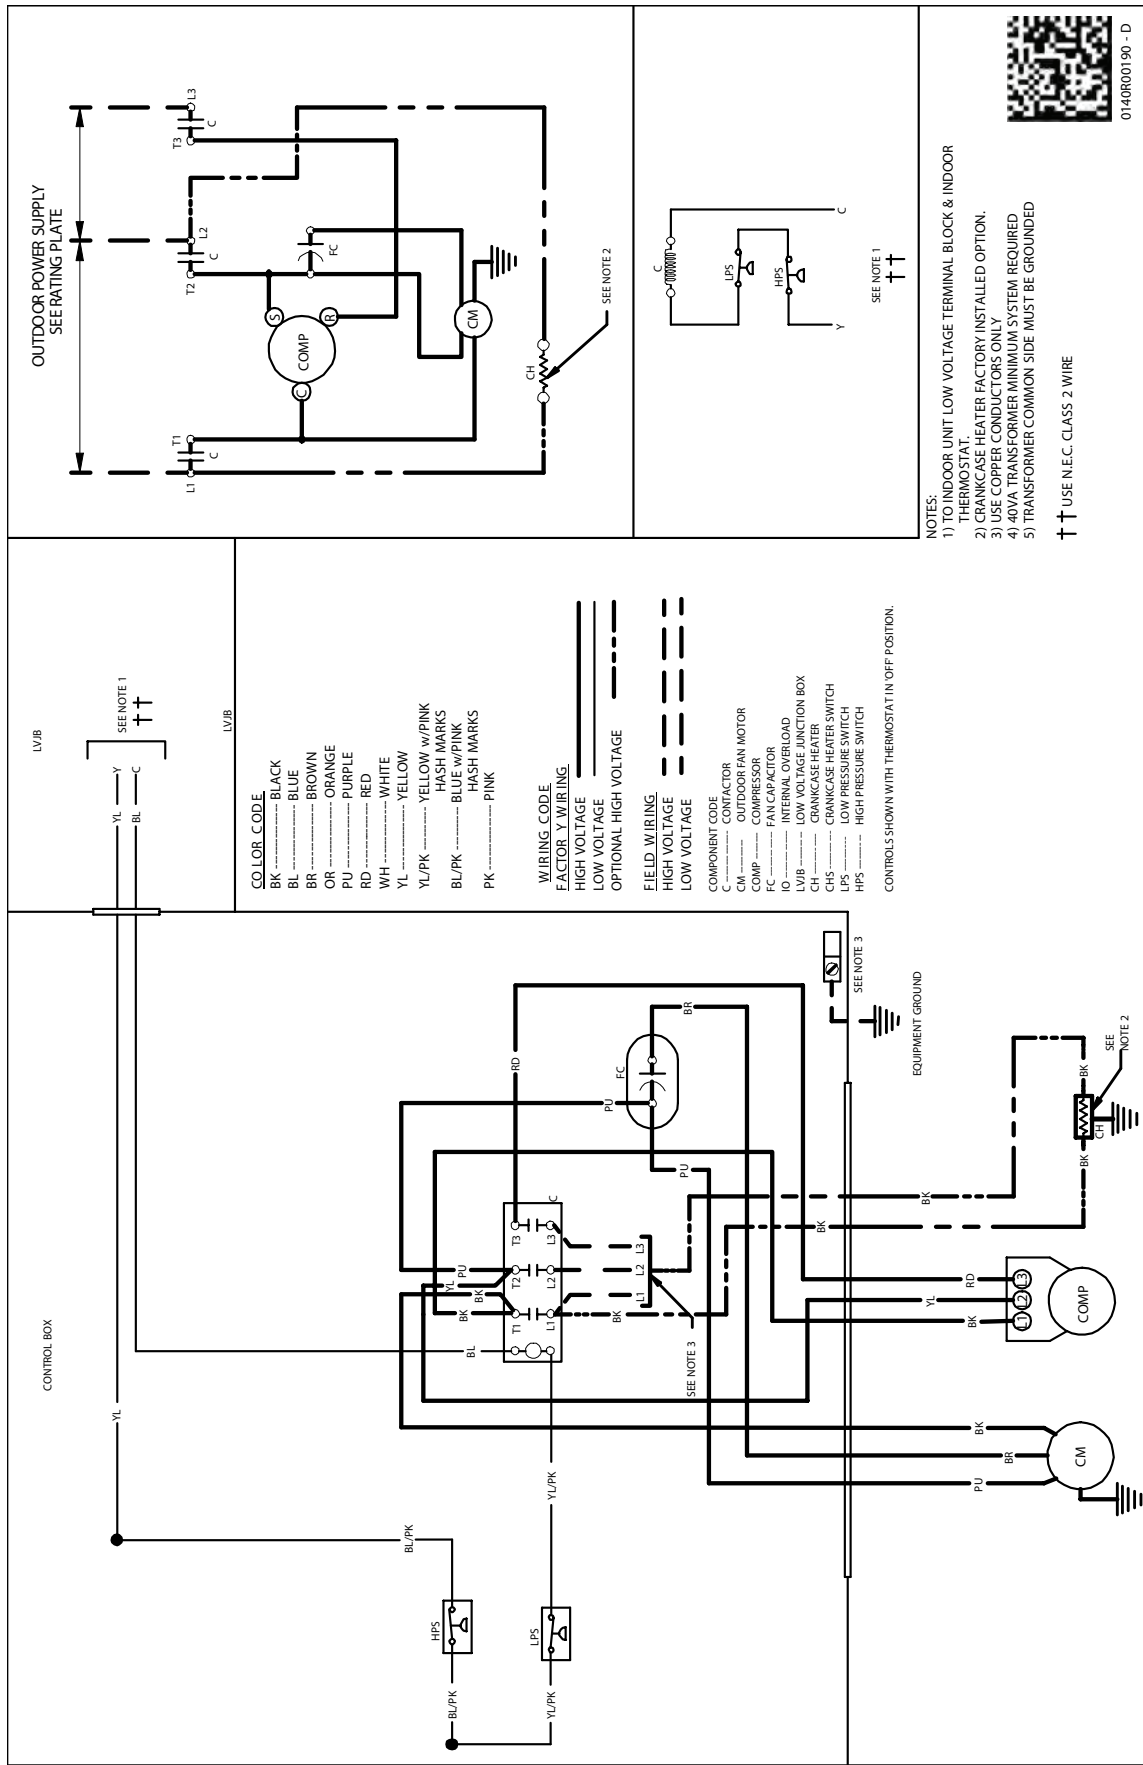 CONTROL BOX
LVJB
YL
YL
Y
BL
C
SEE NOTE 1
††
LVJB
BL/PK
HPS
BL/PK
LPS
YL/PK
YL/PK
BL
T1
T2
T3
L1
L2
L3
C
BK
BK
YL
PU
BK
L1
L2
L3
SEE NOTE 3
RD
PU
FC
PU
BR
BK
BK
SEE NOTE 3
EQUIPMENT GROUND
PU
BR
BK
CM
BK
YL
RD
L1
L2
L3
COMP
BK
BK
CH
SEE
NOTE 2
COLOR CODE
BK ---------- BLACK
BL ---------- BLUE
BR ---------- BROWN
OR ---------- ORANGE
PU ---------- PURPLE
RD ---------- RED
WH ---------- WHITE
YL ---------- YELLOW
YL/PK ---------- YELLOW w/PINK
HASH MARKS
BL/PK ---------- BLUE w/PINK
HASH MARKS
PK ---------- PINK
WIRING CODE
FACTORY WIRING
HIGH VOLTAGE
LOW VOLTAGE
OPTIONAL HIGH VOLTAGE
FIELD WIRING
HIGH VOLTAGE
LOW VOLTAGE
COMPONENT CODE
C ---------- CONTACTOR
CM ---------- OUTDOOR FAN MOTOR
COMP ---------- COMPRESSOR
FC ---------- FAN CAPACITOR
IO ---------- INTERNAL OVERLOAD
LVJB ---------- LOW VOLTAGE JUNCTION BOX
CH ---------- CRANKCASE HEATER
CHS ---------- CRANKCASE HEATER SWITCH
LPS ---------- LOW PRESSURE SWITCH
HPS ---------- HIGH PRESSURE SWITCH
CONTROLS SHOWN WITH THERMOSTAT IN 'OFF' POSITION.
OUTDOOR POWER SUPPLY
SEE RATING PLATE
L1
T1
C
T2
L2
C
T3
L3
C
C
COMP
S
R
FC
CM
CH
SEE NOTE 2
C
LPS
HPS
Y
C
SEE NOTE 1
††
NOTES:
1) TO INDOOR UNIT LOW VOLTAGE TERMINAL BLOCK & INDOOR
THERMOSTAT.
2) CRANKCASE HEATER FACTORY INSTALLED OPTION.
3) USE COPPER CONDUCTORS ONLY
4) 40VA TRANSFORMER MINIMUM SYSTEM REQUIRED
5) TRANSFORMER COMMON SIDE MUST BE GROUNDED
†† USE N.E.C. CLASS 2 WIRE
0140R00190 - D